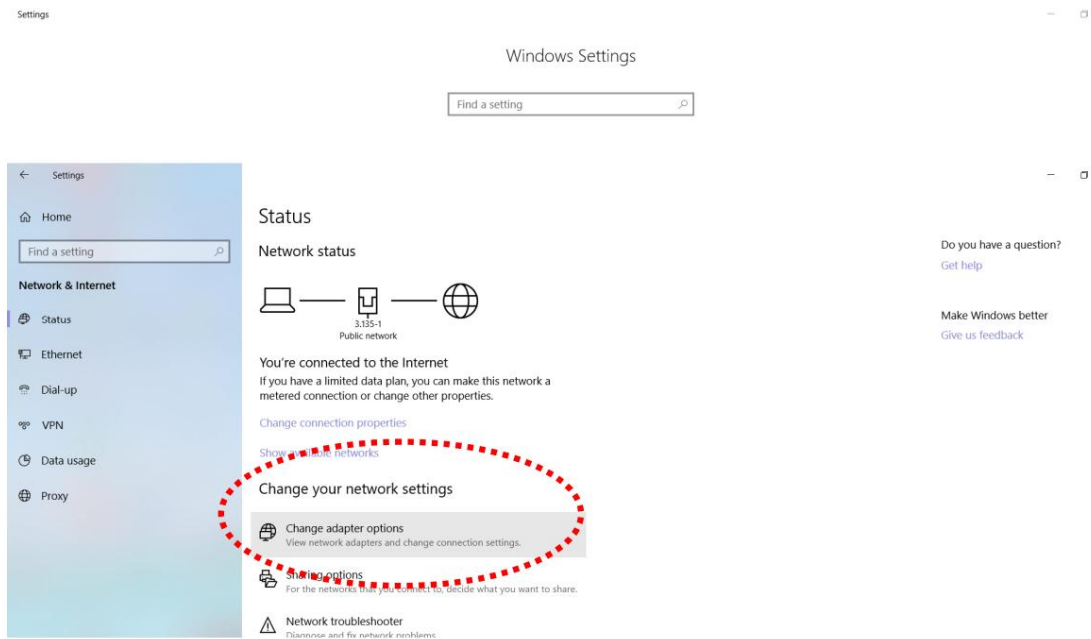 Settings
Windows Settings
Find a setting
Settings
Home
Find a setting
Network & Internet
Status
Ethernet
Dial-up
VPN
Data usage
Proxy
Status
Network status
3.135-1
Public network
You're connected to the Internet
If you have a limited data plan, you can make this network a
metered connection or change other properties.
Change connection properties
Show available networks
Change your network settings
Change adapter options
View network adapters and change connection settings.
Sharing options
For the networks that you connect to, decide what you want to share.
Network troubleshooter
Diagnose and fix network problems.
Do you have a question?
Get help
Make Windows better
Give us feedback